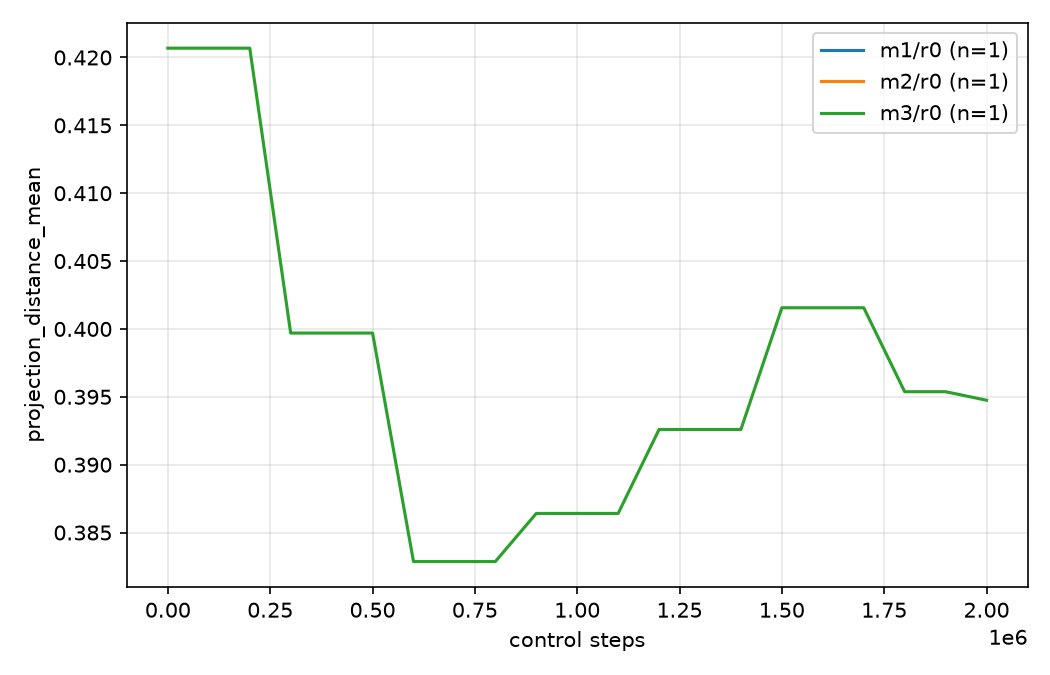 0.420
0.415
0.410
0.405
0.400
0.395
0.390
0.385
projection_distance_mean
m1/r0 (n=1)
m2/r0 (n=1)
m3/r0 (n=1)
0.00 0.25 0.50 0.75 1.00 1.25 1.50 1.75 2.00
1e6
control steps